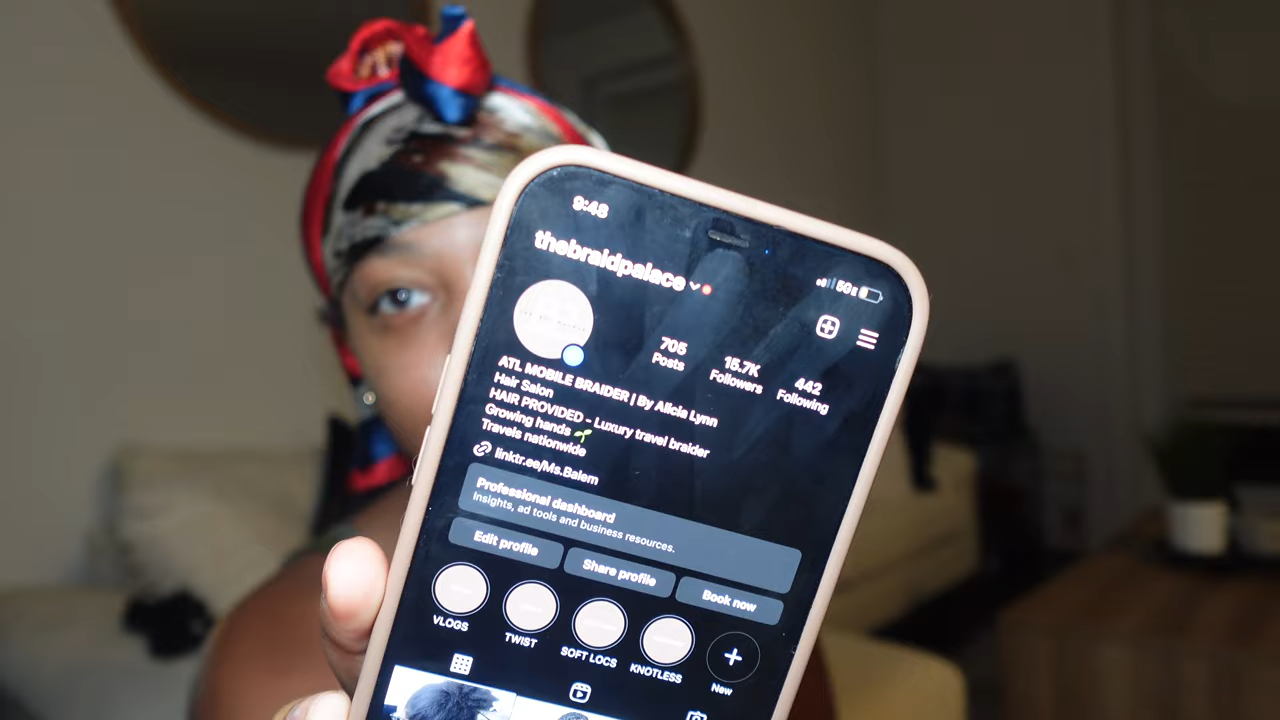 9:48
5G
thebraidpalace
705
Posts
15.7K
Followers
442
Following
ATL MOBILE BRAIDER | By Alicia Lynn
Hair Salon
HAIR PROVIDED - Luxury travel braider
Growing hands 🌱
Travels nationwide
linktr.ee/Ms.Balem
Professional dashboard
Insights, ad tools and business resources.
Edit profile
Share profile
Book now
VLOGS
TWIST
SOFT LOCS
KNOTLESS
New